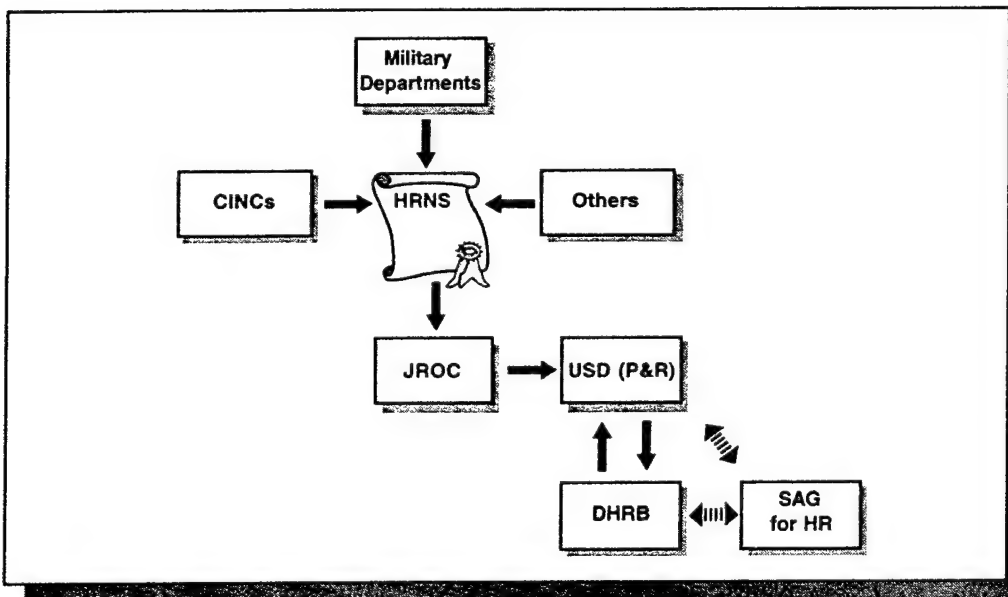 Military
Departments
CINCs
HRNS
Others
JROC
USD (P&R)
DHRB
SAG
for HR